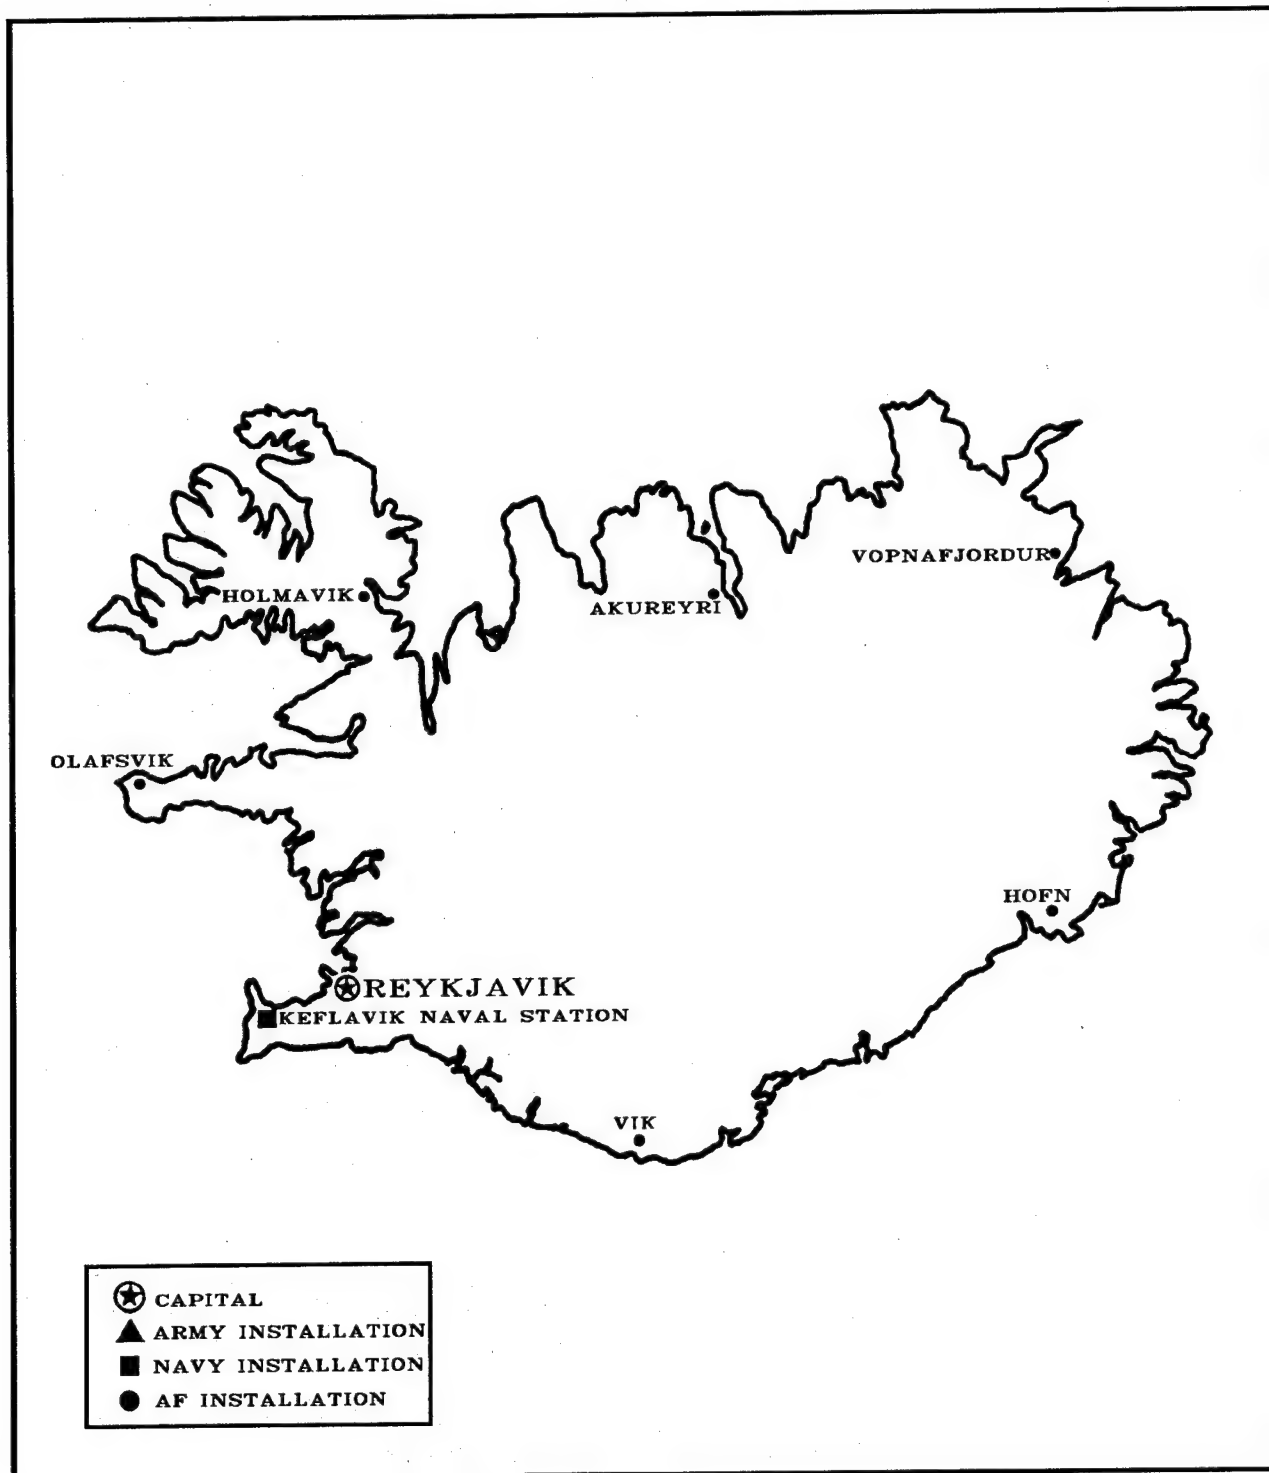 VOPNAFJORDUR
HOLMAVIK
AKUREYRI
OLAFSVIK
HOFN
REYKJAVIK
KEFLAVIK NAVAL STATION
VIK
CAPITAL
ARMY INSTALLATION
NAVY INSTALLATION
AF INSTALLATION